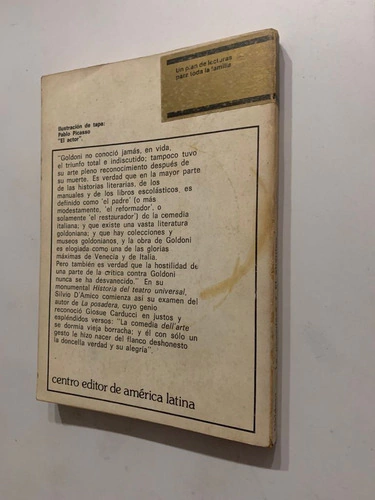 Un plan de lecturas
para toda la familia
Ilustración de tapa:
Pablo Picasso
"El actor".
"Goldoni no conoció jamás, en vida,
el triunfo total e indiscutido; tampoco tuvo
su arte pleno reconocimiento después de
su muerte. Es verdad que en la mayor parte
de las historias literarias, de los
manuales y de los libros escolásticos, es
definido como 'el padre' (o más
modestamente, 'el reformador', o
solamente 'el restaurador') de la comedia
italiana; y que existe una vasta literatura
goldoniana; y que hay colecciones y
museos goldonianos, y la obra de Goldoni
es elogiada como una de las glorias
máximas de Venecia y de Italia.
Pero también es verdad que la hostilidad de
una parte de la crítica contra Goldoni
nunca se ha desvanecido." En su
monumental Historia del teatro universal,
Silvio D'Amico comienza así su examen del
autor de La posadera, cuyo genio
reconoció Giosue Carducci en justos y
espléndidos versos: "La comedia dell'arte
se dormía vieja borracha; y él con sólo un
gesto le hizo nacer del flanco deshonesto
la doncella verdad y su alegría".
centro editor de américa latina